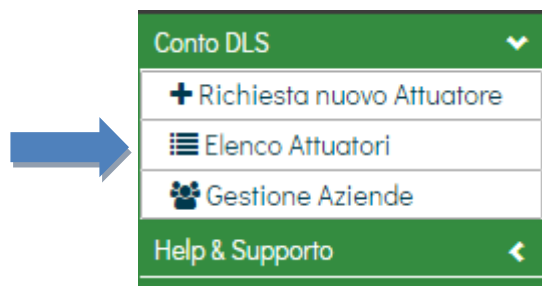 Conto DLS
Richiesta nuovo Attuatore
Elenco Attuatori
Gestione Aziende
Help & Supporto